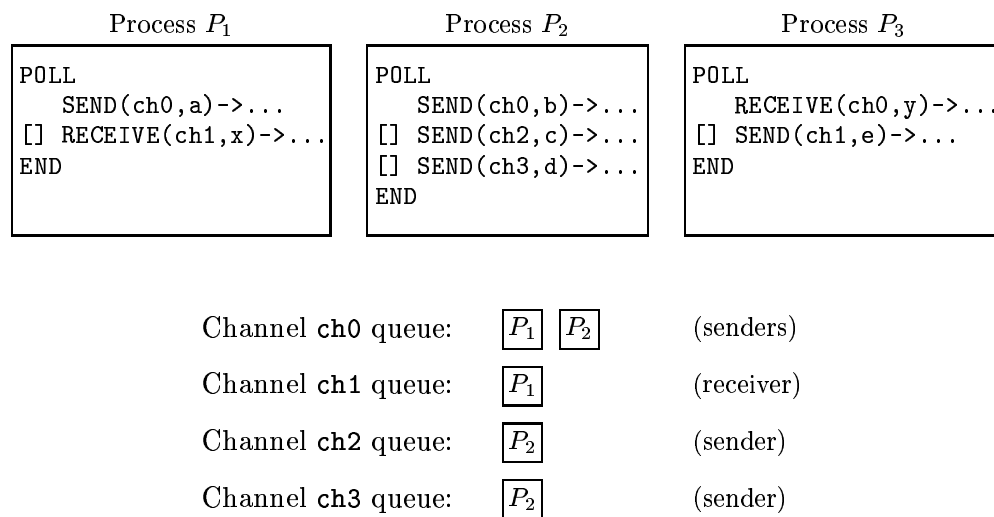 Process P1
Process P2
Process P3
POLL
SEND(ch0,a)->...
[] RECEIVE(ch1,x)->...
END
POLL
SEND(ch0,b)->...
[] SEND(ch2,c)->...
[] SEND(ch3,d)->...
END
POLL
RECEIVE(ch0,y)->...
[] SEND(ch1,e)->...
END
Channel ch0 queue: P1 P2 (senders)
Channel ch1 queue: P1 (receiver)
Channel ch2 queue: P2 (sender)
Channel ch3 queue: P2 (sender)